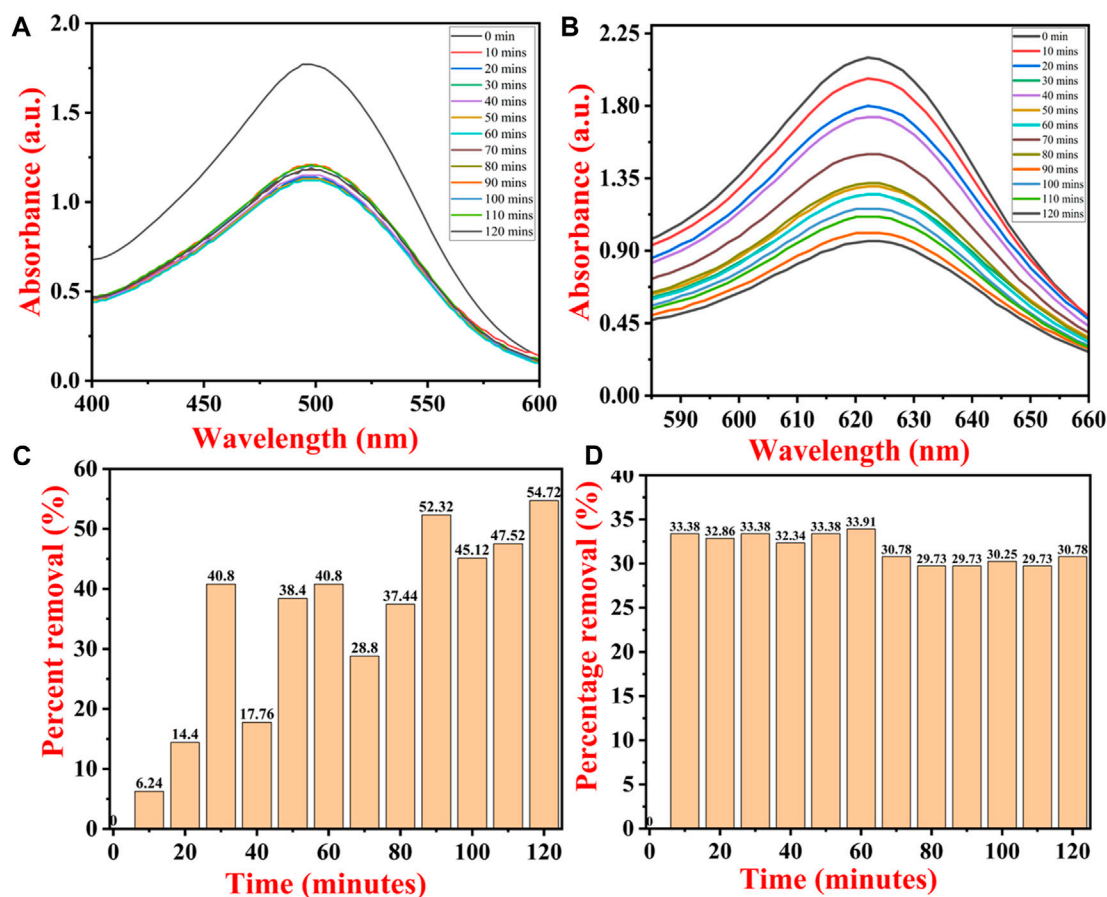 A
Absorbance (a.u.)
2.0
1.5
1.0
0.5
0.0
400
450
500
550
600
Wavelength (nm)
0 min
10 mins
20 mins
30 mins
40 mins
50 mins
60 mins
70 mins
80 mins
90 mins
100 mins
110 mins
120 mins
B
Absorbance (a.u.)
2.25
1.80
1.35
0.90
0.45
0.00
590
600
610
620
630
640
650
660
Wavelength (nm)
0 min
10 mins
20 mins
30 mins
40 mins
50 mins
60 mins
70 mins
80 mins
90 mins
100 mins
110 mins
120 mins
C
Percent removal (%)
60
50
40
30
20
10
0
0
6.24
14.4
40.8
17.76
38.4
40.8
28.8
37.44
52.32
45.12
47.52
54.72
0
20
40
60
80
100
120
Time (minutes)
D
Percentage removal (%)
40
35
30
25
20
15
10
5
0
0
33.38
32.86
33.38
32.34
33.38
33.91
30.78
29.73
29.73
30.25
29.73
30.78
0
20
40
60
80
100
120
Time (minutes)